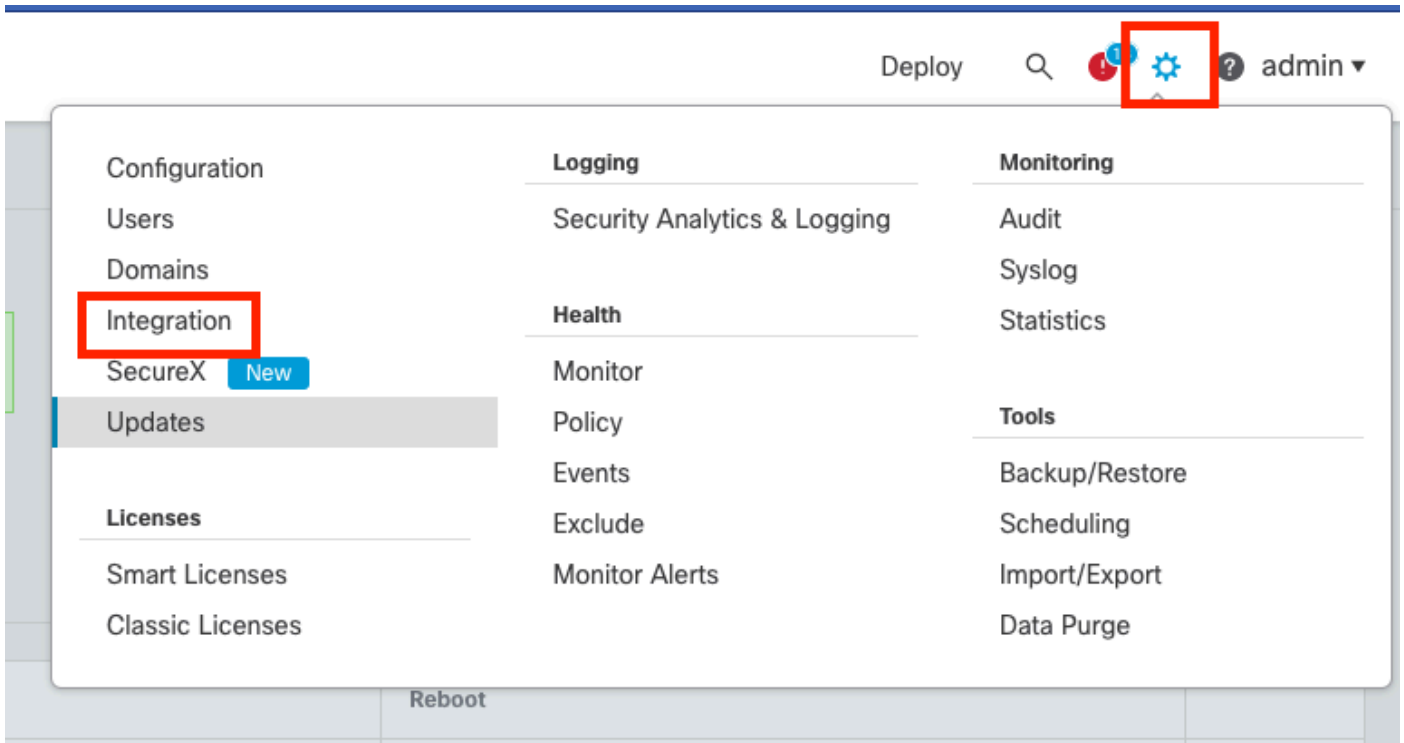 Deploy
admin
Configuration
Users
Domains
Integration
SecureX New
Updates
Licenses
Smart Licenses
Classic Licenses
Logging
Security Analytics & Logging
Health
Monitor
Policy
Events
Exclude
Monitor Alerts
Monitoring
Audit
Syslog
Statistics
Tools
Backup/Restore
Scheduling
Import/Export
Data Purge
Reboot